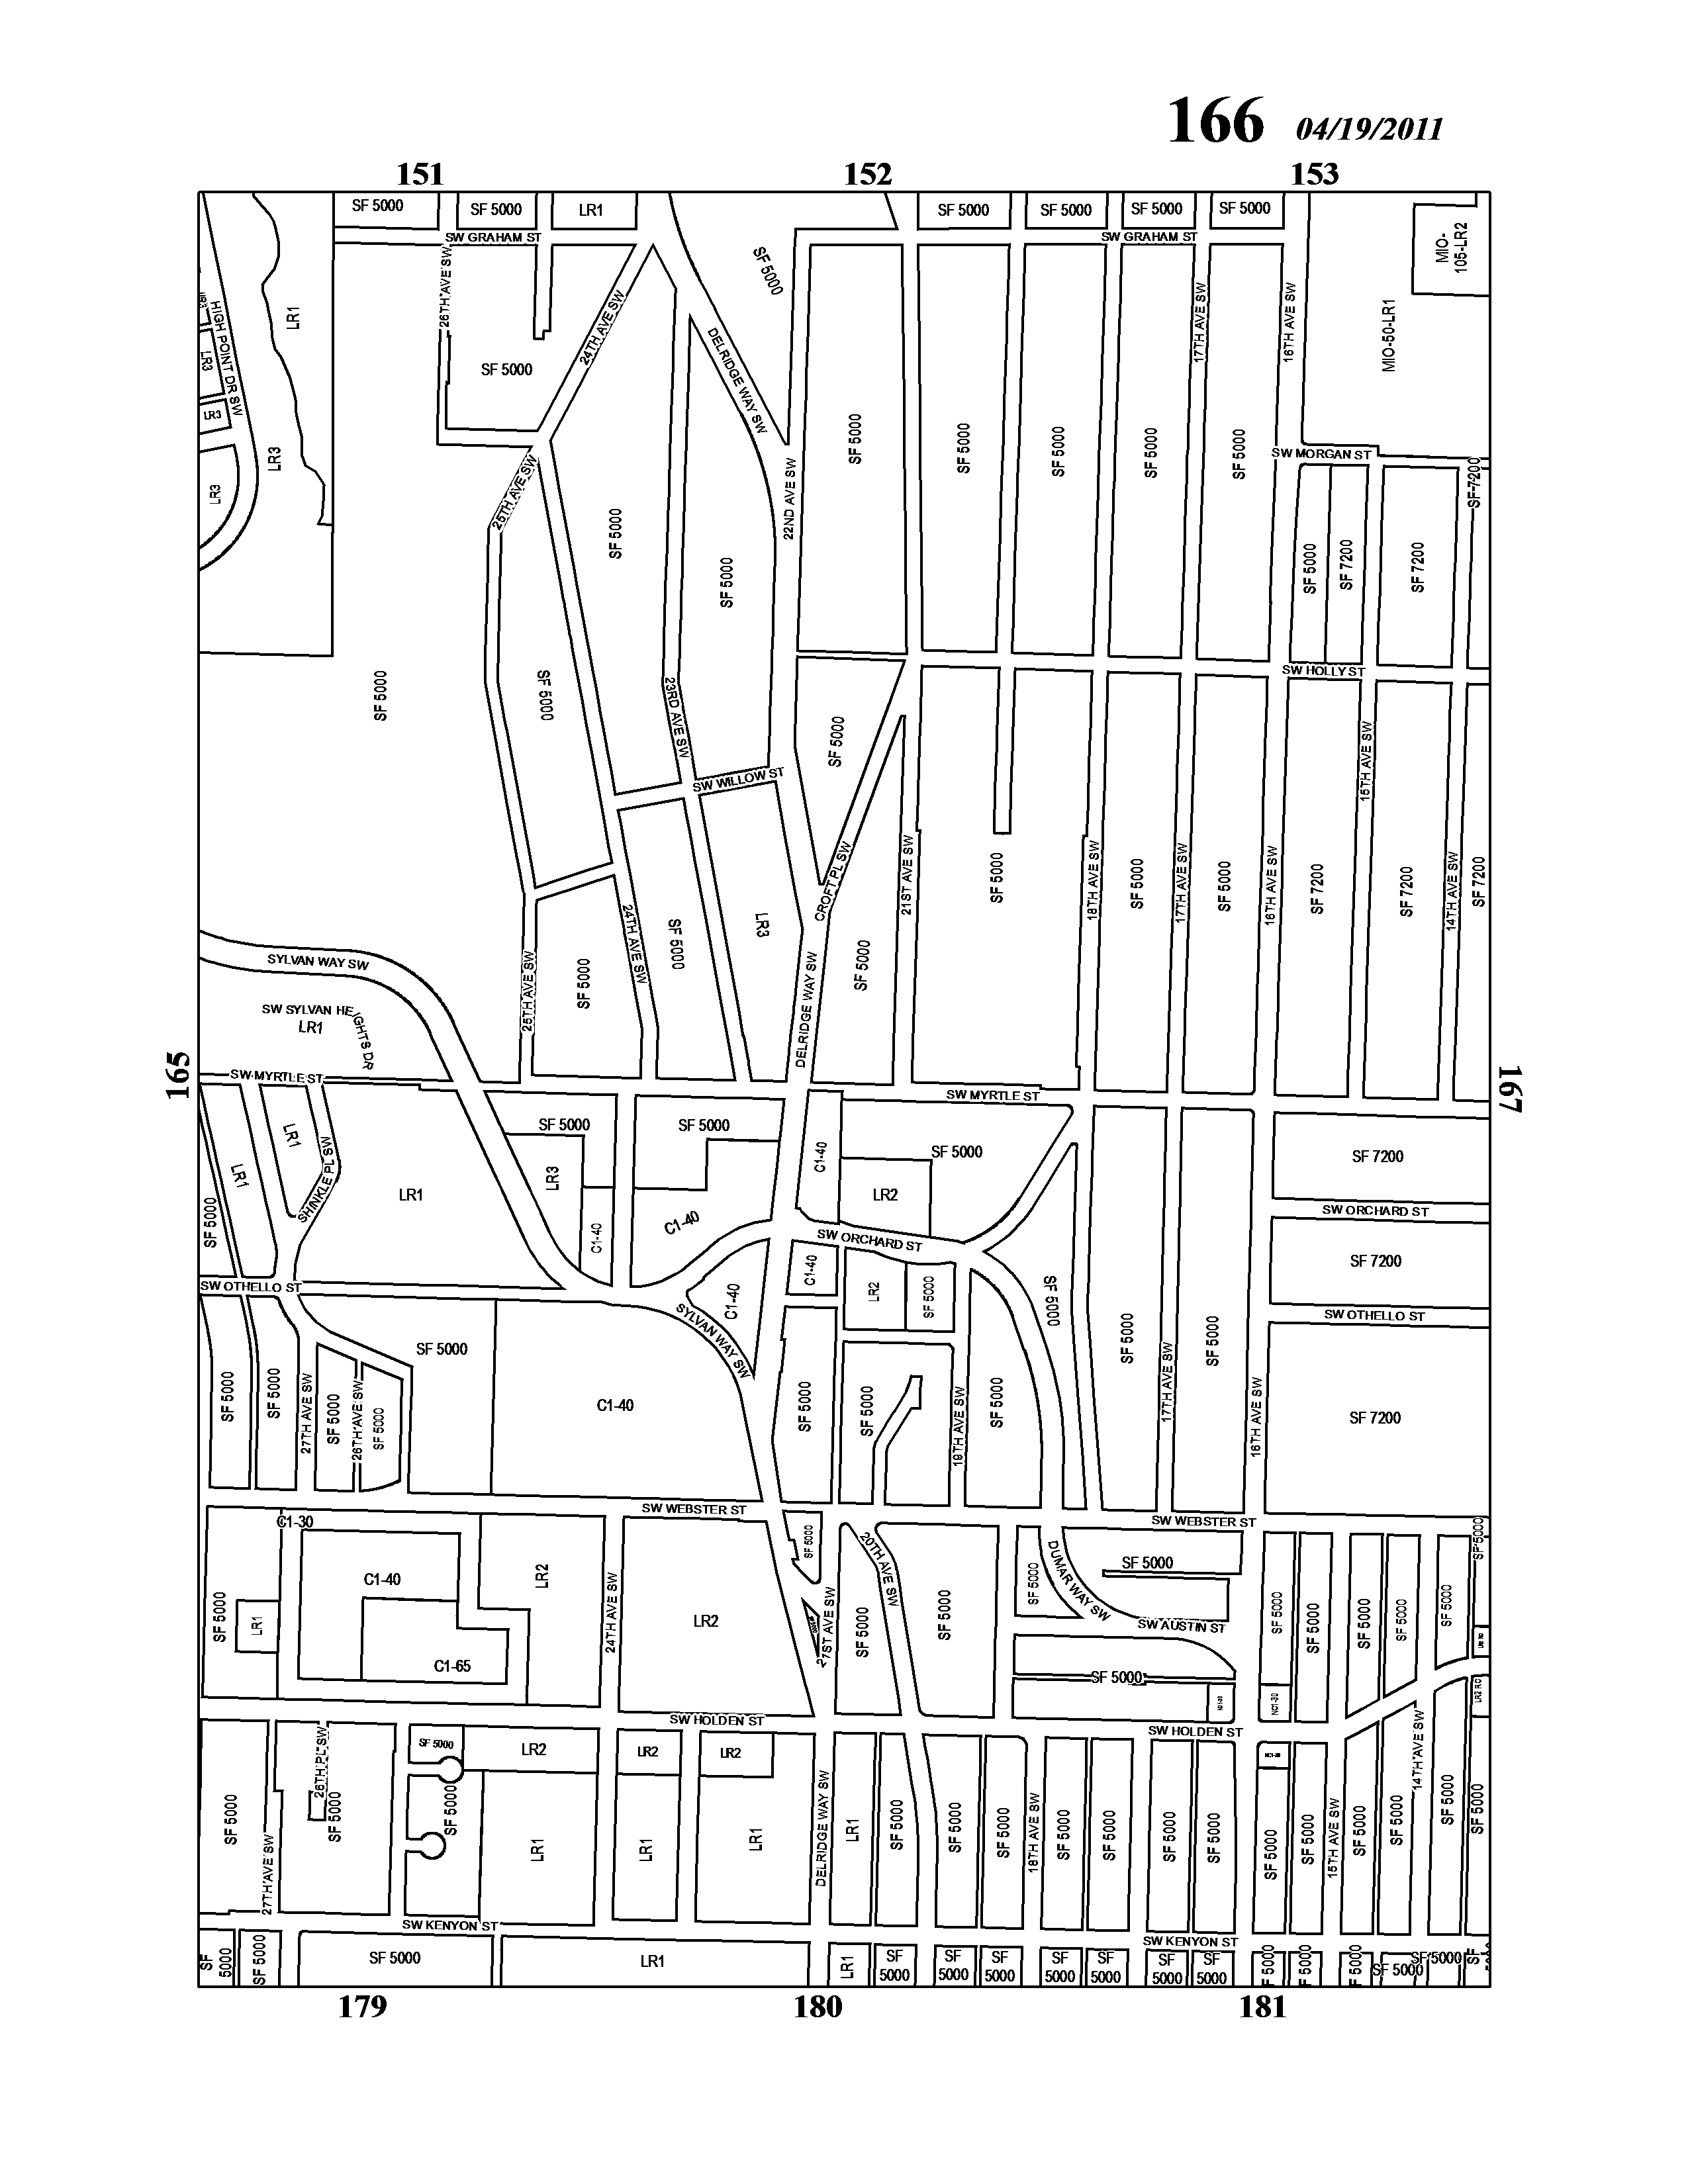 166 04/19/2011
151
152
153
SF 5000
SF 5000
LR1
SF 5000
SF 5000
SF 5000
SF 5000
MIO-
105-LR2
SW GRAHAM ST
SW GRAHAM ST
SF 5000
26TH AVE SW
17TH AVE SW
16TH AVE SW
LR3
HIGH POINT DR SW
LR1
24TH AVE SW
DELRIDGE WAY SW
MIO-50-LR1
LR3
SF 5000
LR3
SF 5000
SF 5000
SF 5000
SF 5000
SF 5000
SW MORGAN ST
LR3
LR3
25TH AVE SW
22ND AVE SW
SF 7200
SF 5000
SF 5000
SF 5000
SF 7200
SF 7200
SW HOLLY ST
SF 5000
SF 5000
23RD AVE SW
SF 5000
15TH AVE SW
SW WILLOW ST
CROFT PL SW
21ST AVE SW
SF 5000
18TH AVE SW
SF 5000
17TH AVE SW
SF 5000
16TH AVE SW
SF 7200
SF 7200
14TH AVE SW
SF 7200
24TH AVE SW
SF 5000
LR3
SF 5000
SYLVAN WAY SW
25TH AVE SW
SF 5000
DELRIDGE WAY SW
SW SYLVAN HEIGHTS DR
LR1
165
167
SW MYRTLE ST
SW MYRTLE ST
LR1
SF 5000
SF 5000
C1-40
SF 5000
SF 7200
LR1
SHINKLE PL SW
LR1
LR3
LR2
SF 5000
C1-40
C1-40
SW ORCHARD ST
SW ORCHARD ST
C1-40
SF 7200
SW OTHELLO ST
C1-40
LR2
SF 5000
SF 5000
SW OTHELLO ST
SYLVAN WAY SW
SF 5000
SF 5000
SF 5000
SF 5000
SF 5000
27TH AVE SW
SF 5000
26TH AVE SW
SF 5000
C1-40
SF 5000
SF 5000
19TH AVE SW
SF 5000
17TH AVE SW
16TH AVE SW
SF 7200
SW WEBSTER ST
SW WEBSTER ST
C1-30
SF 5000
20TH AVE SW
DUMAR WAY SW
SF 5000
SF 5000
C1-40
LR2
SF 5000
SF 5000
LR1
24TH AVE SW
LR2
21ST AVE SW
SF 5000
SF 5000
SW AUSTIN ST
SF 5000
SF 5000
SF 5000
SF 5000
SF 5000
C1-65
SF 5000
NC1-30
LR2 RC
SW HOLDEN ST
SW HOLDEN ST
SF 5000
LR2
LR2
LR2
26TH PL SW
14TH AVE SW
SF 5000
SF 5000
SF 5000
27TH AVE SW
LR1
LR1
LR1
DELRIDGE WAY SW
LR1
SF 5000
SF 5000
SF 5000
18TH AVE SW
SF 5000
SF 5000
SF 5000
SF 5000
SF 5000
SF 5000
15TH AVE SW
SF 5000
SF 5000
SF 5000
SF 5000
SW KENYON ST
SW KENYON ST
SF
5000
SF 5000
SF 5000
LR1
LR1
SF
5000
SF
5000
SF
5000
SF
5000
SF
5000
SF
5000
SF
5000
SF 5000
SF 5000
SF 5000
SF 5000
SF 5000
SF
179
180
181